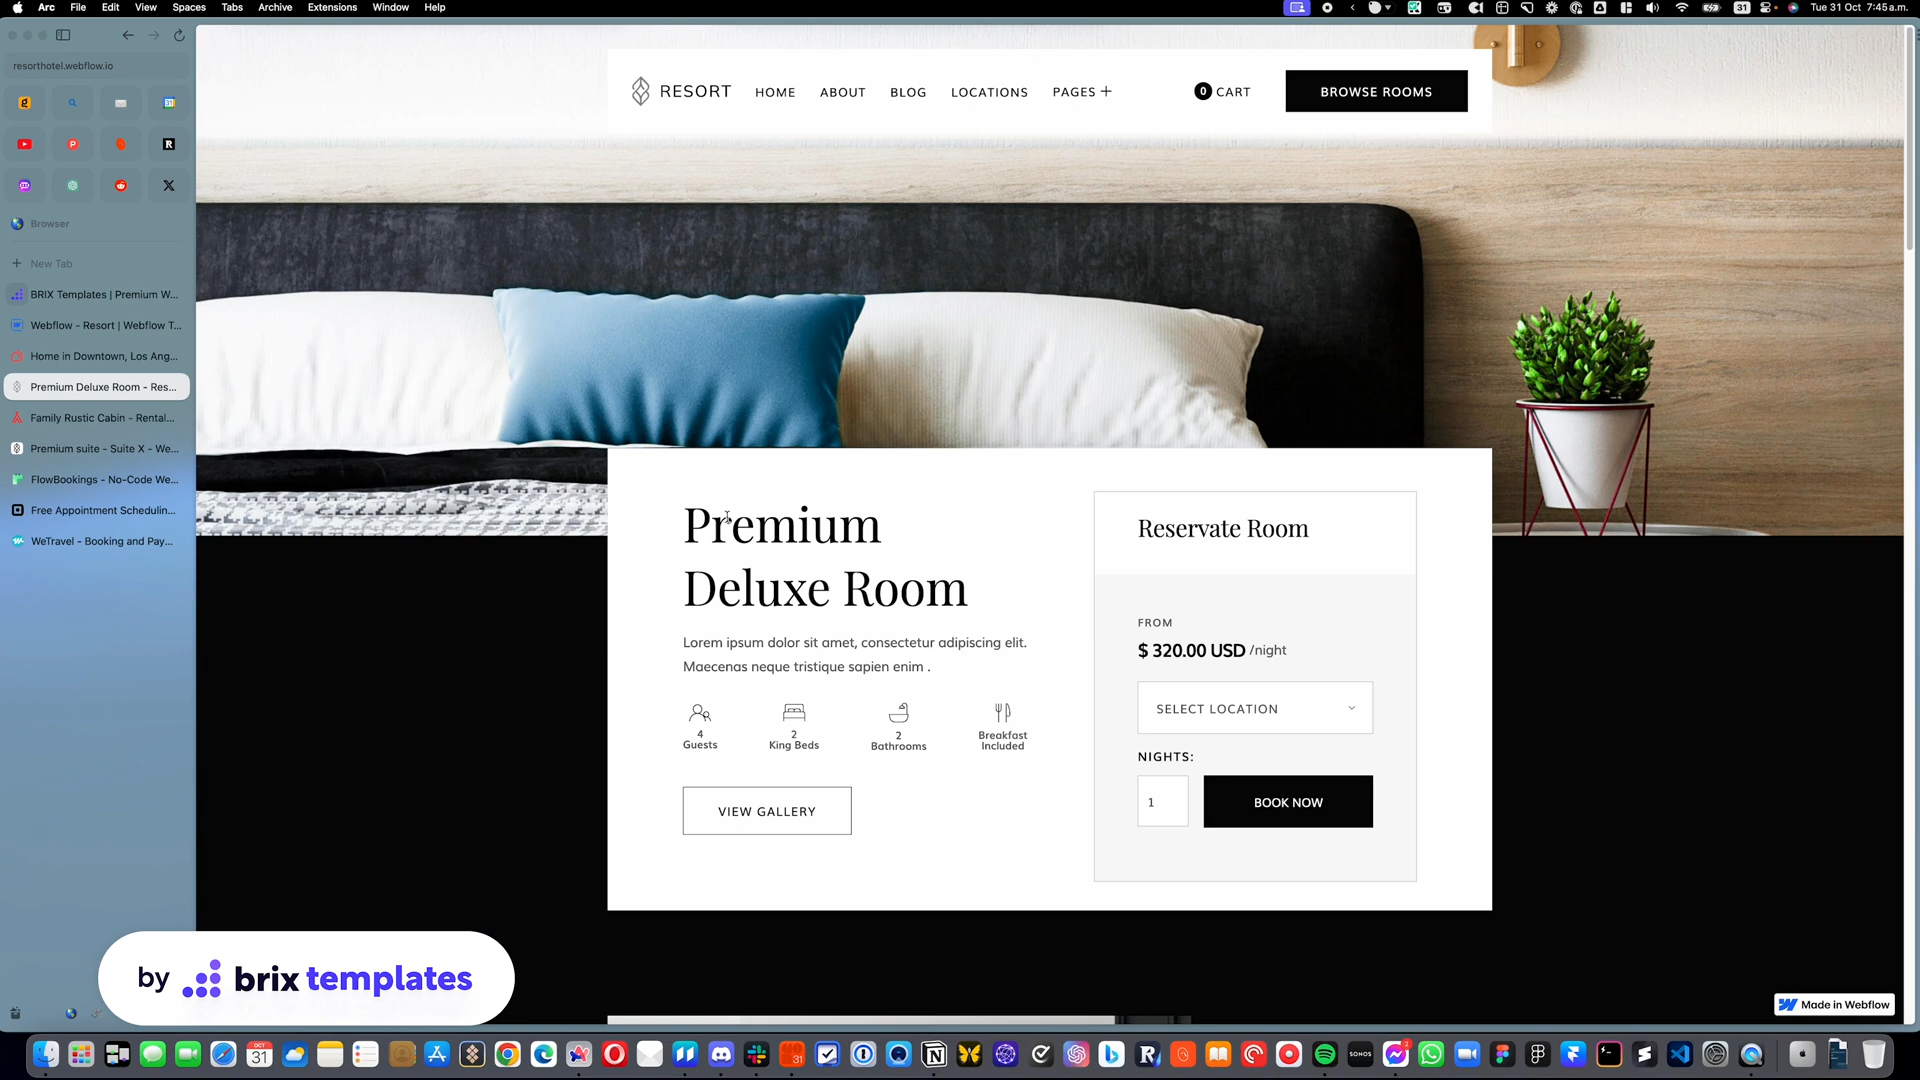 Arc File Edit View Spaces Tabs Archive Extensions Window Help
31 Tue 31 Oct 7:45 a.m.
resorthotel.webflow.io
Browser
New Tab
BRIX Templates | Premium W...
Webflow - Resort | Webflow T...
Home in Downtown, Los Ang...
Premium Deluxe Room - Res...
Family Rustic Cabin - Rental...
Premium suite - Suite X - We...
FlowBookings - No-Code We...
Free Appointment Schedulin...
WeTravel - Booking and Pay...
RESORT
HOME ABOUT BLOG LOCATIONS PAGES
0 CART
BROWSE ROOMS
Premium
Deluxe Room
Lorem ipsum dolor sit amet, consectetur adipiscing elit.
Maecenas neque tristique sapien enim .
4
Guests
2
King Beds
2
Bathrooms
Breakfast
Included
VIEW GALLERY
Reservate Room
FROM
$ 320.00 USD /night
SELECT LOCATION
NIGHTS:
1
BOOK NOW
by brix templates
Made in Webflow
OCT
31
SONOS